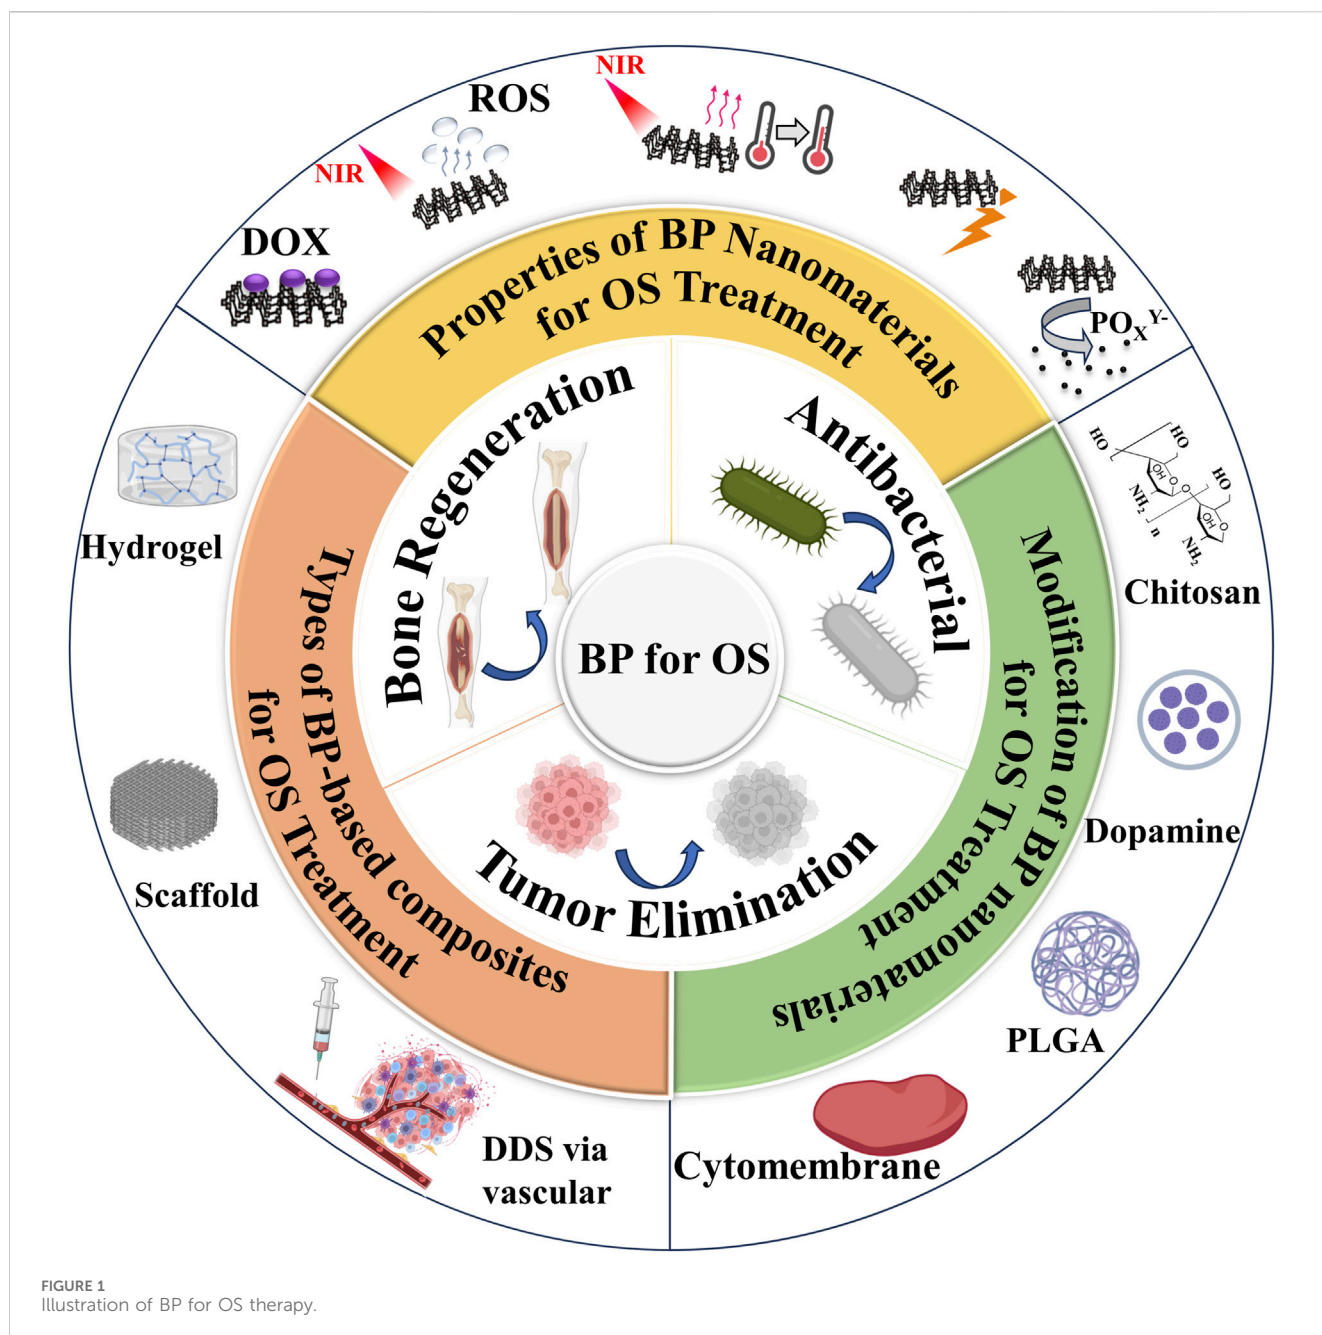 NIR
ROS
NIR
DOX
PO_X^Y-
Properties of BP Nanomaterials
for OS Treatment
Bone Regeneration
Antibacterial
HO
HO
OH
O
O
HO
NH2
n
OH
O
NH2
Chitosan
Hydrogel
Types of BP-based composites
for OS Treatment
BP for OS
Modification of BP nanomaterials
for OS Treatment
Dopamine
Tumor Elimination
Scaffold
PLGA
DDS via
vascular
Cytomembrane
FIGURE 1
Illustration of BP for OS therapy.